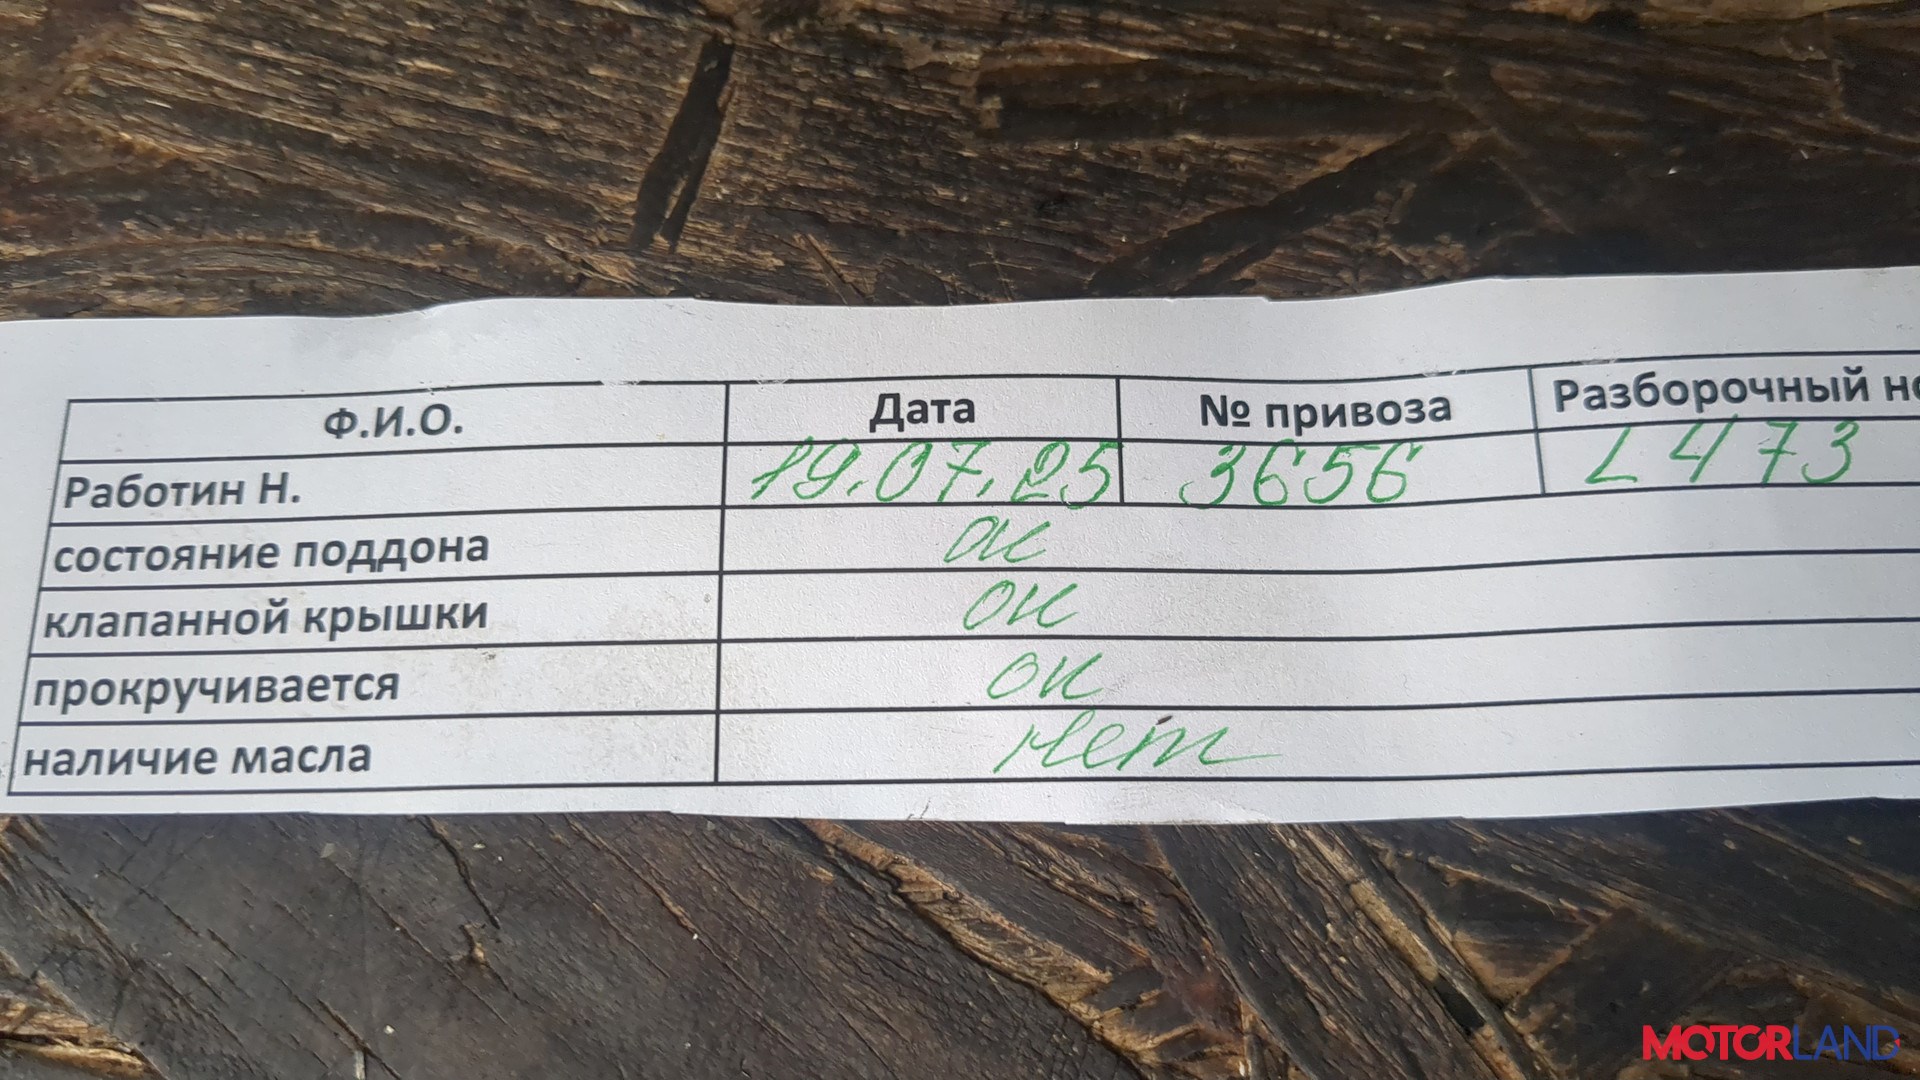 Ф.И.О. Дата № привоза Разборочный но
Работин Н. 19.07.25 3656 L473
состояние поддона ок
клапанной крышки ок
прокручивается ок
наличие масла нет
MOTORLAND